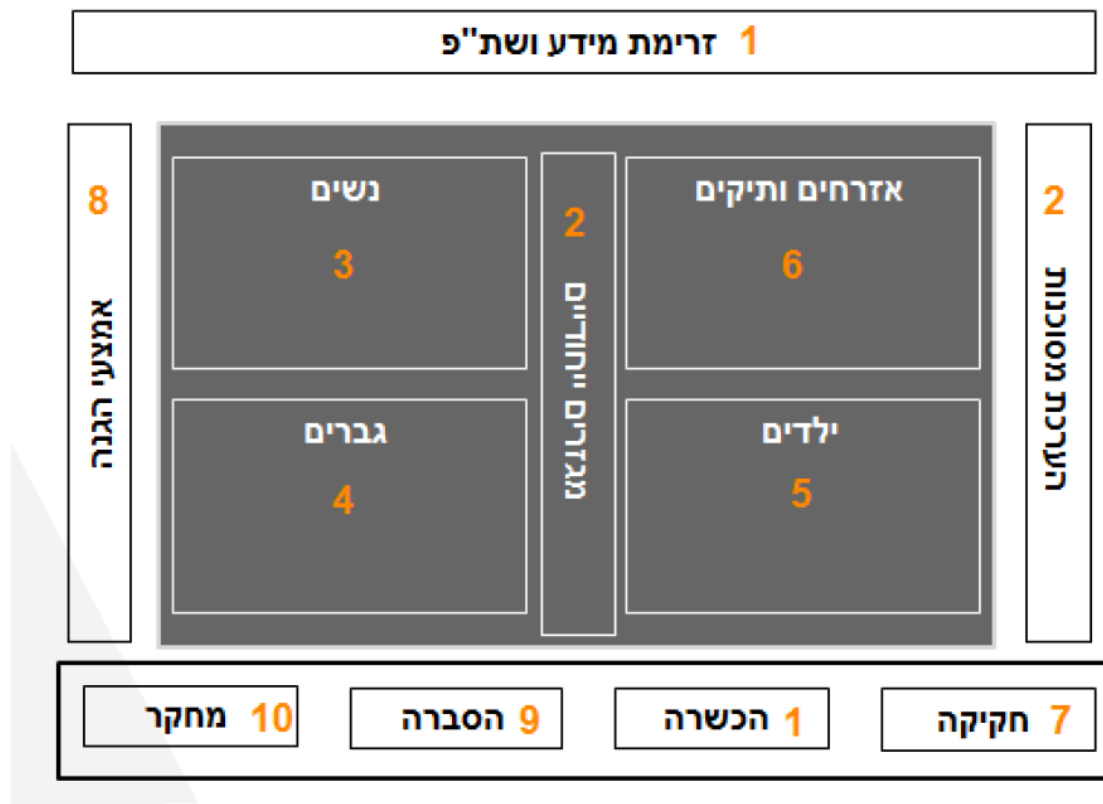 זרימת מידע ושת"פ 1
2 הערכת מסוכנות
אזרחים ותיקים
6
2 מגזרים ייחודיים
נשים
3
8 אמצעי הגנה
ילדים
5
גברים
4
חקיקה 7
הכשרה 1
הסברה 9
מחקר 10